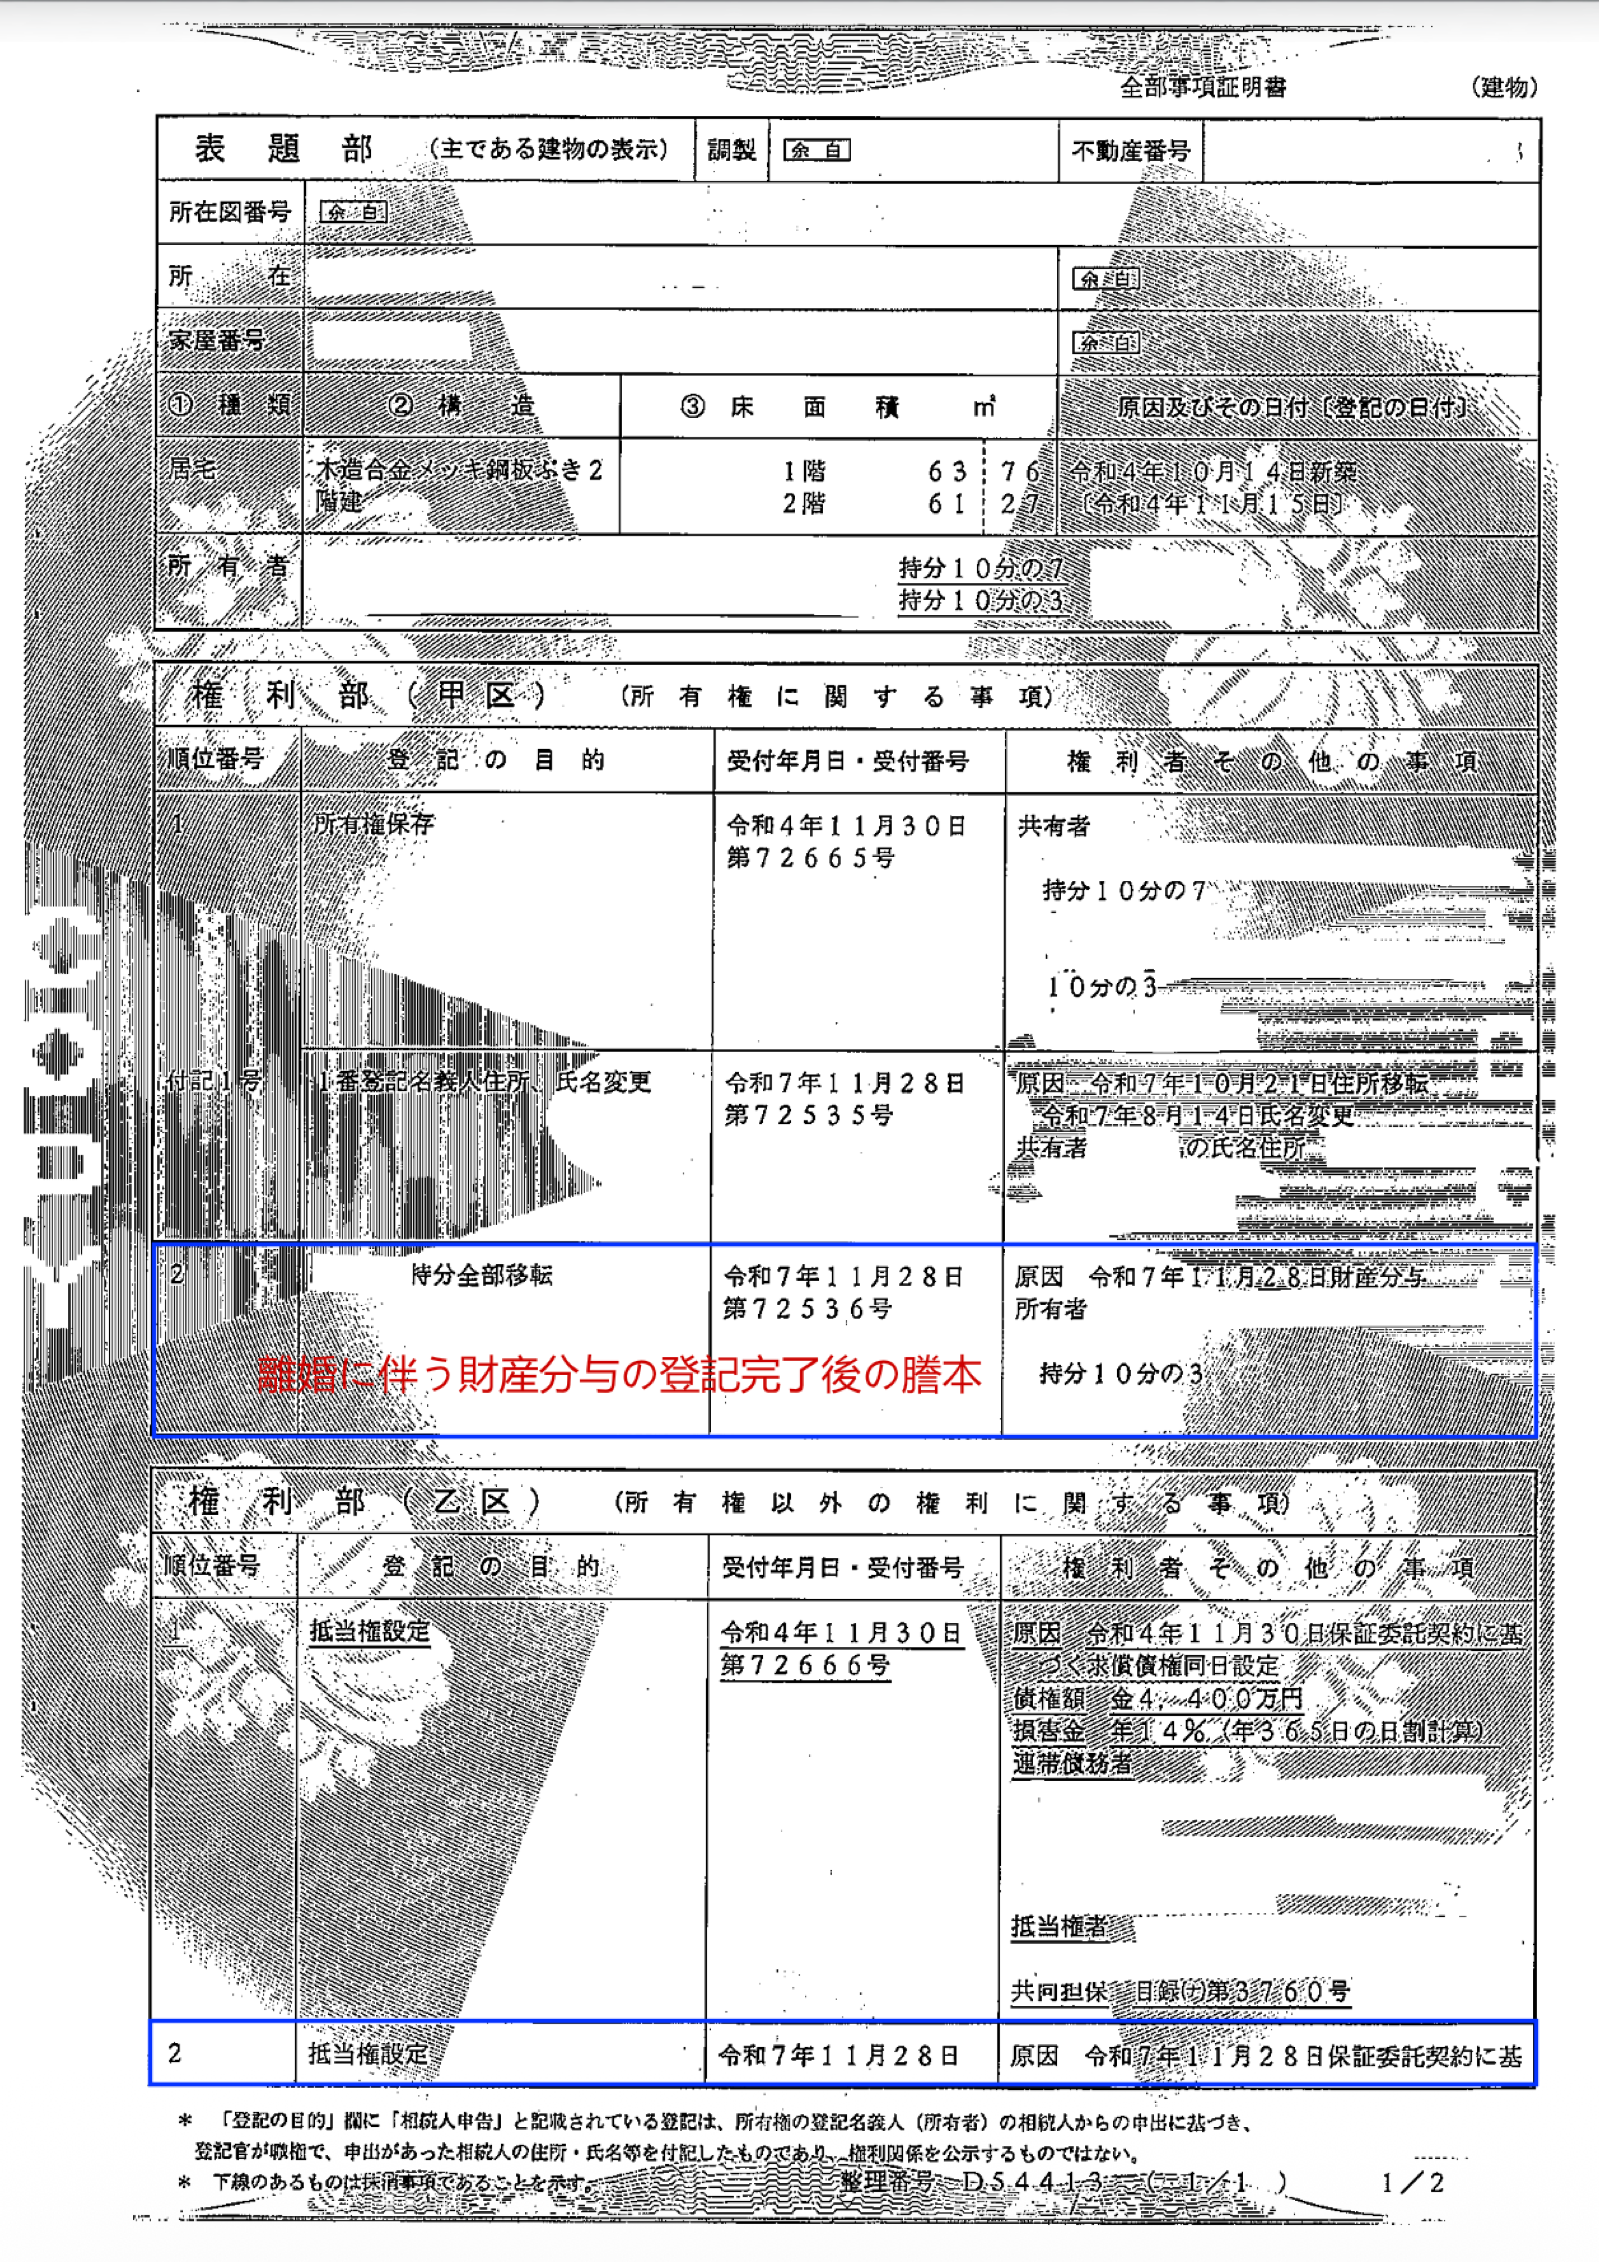 全部事項証明書 （建物）
表題部 （主である建物の表示） 調製 余白 不動産番号
所在図番号 余白
所在 余白
家屋番号 余白
① 種類 ② 構造 ③ 床面積 ㎡ 原因及びその日付〔登記の日付〕
居宅 木造合金メッキ鋼板ぶき２ １階 ６３ ７６ 令和４年１０月１４日新築
階建 ２階 ６１ ２７ 〔令和４年１１月１５日〕
所有者 持分１０分の７
持分１０分の３
権利部（甲区） （所有権に関する事項）
順位番号 登記の目的 受付年月日・受付番号 権利者その他の事項
１ 所有権保存 令和４年１１月３０日 共有者
第７２６６５号
持分１０分の７
１０分の３
付記１号 １番登記名義人住所、氏名変更 令和７年１１月２８日 原因 令和７年１０月２１日住所移転
第７２５３５号 令和７年８月１４日氏名変更
共有者 の氏名住所
２ 持分全部移転 令和７年１１月２８日 原因 令和７年１１月２８日財産分与
第７２５３６号 所有者
離婚に伴う財産分与の登記完了後の謄本 持分１０分の３
権利部（乙区） （所有権以外の権利に関する事項）
順位番号 登記の目的 受付年月日・受付番号 権利者その他の事項
１ 抵当権設定 令和４年１１月３０日 原因 令和４年１１月３０日保証委託契約に基
第７２６６６号 づく求償債権同日設定
債権額 金４，４００万円
損害金 年１４％（年３６５日の日割計算）
連帯債務者
抵当権者
共同担保 目録㈹第３７６０号
２ 抵当権設定 令和７年１１月２８日 原因 令和７年１１月２８日保証委託契約に基
＊ 「登記の目的」欄に「相続人申告」と記載されている登記は、所有権の登記名義人（所有者）の相続人からの申出に基づき、
登記官が職権で、申出があった相続人の住所・氏名等を付記したものであり、権利関係を公示するものではない。
＊ 下線のあるものは抹消事項であることを示す。 整理番号 Ｄ５４４１３ （１／１） １／２